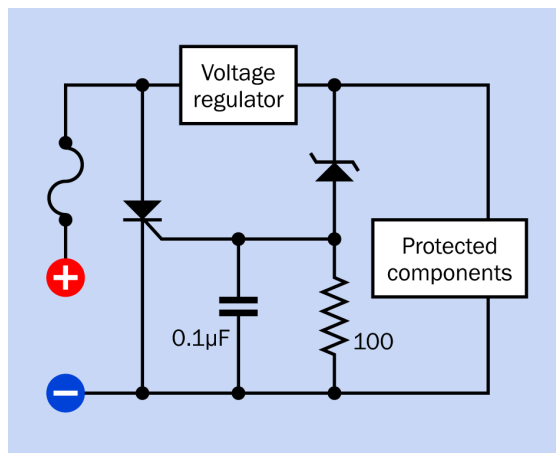 Voltage
regulator
+
Protected
components
0.1µF
100
−